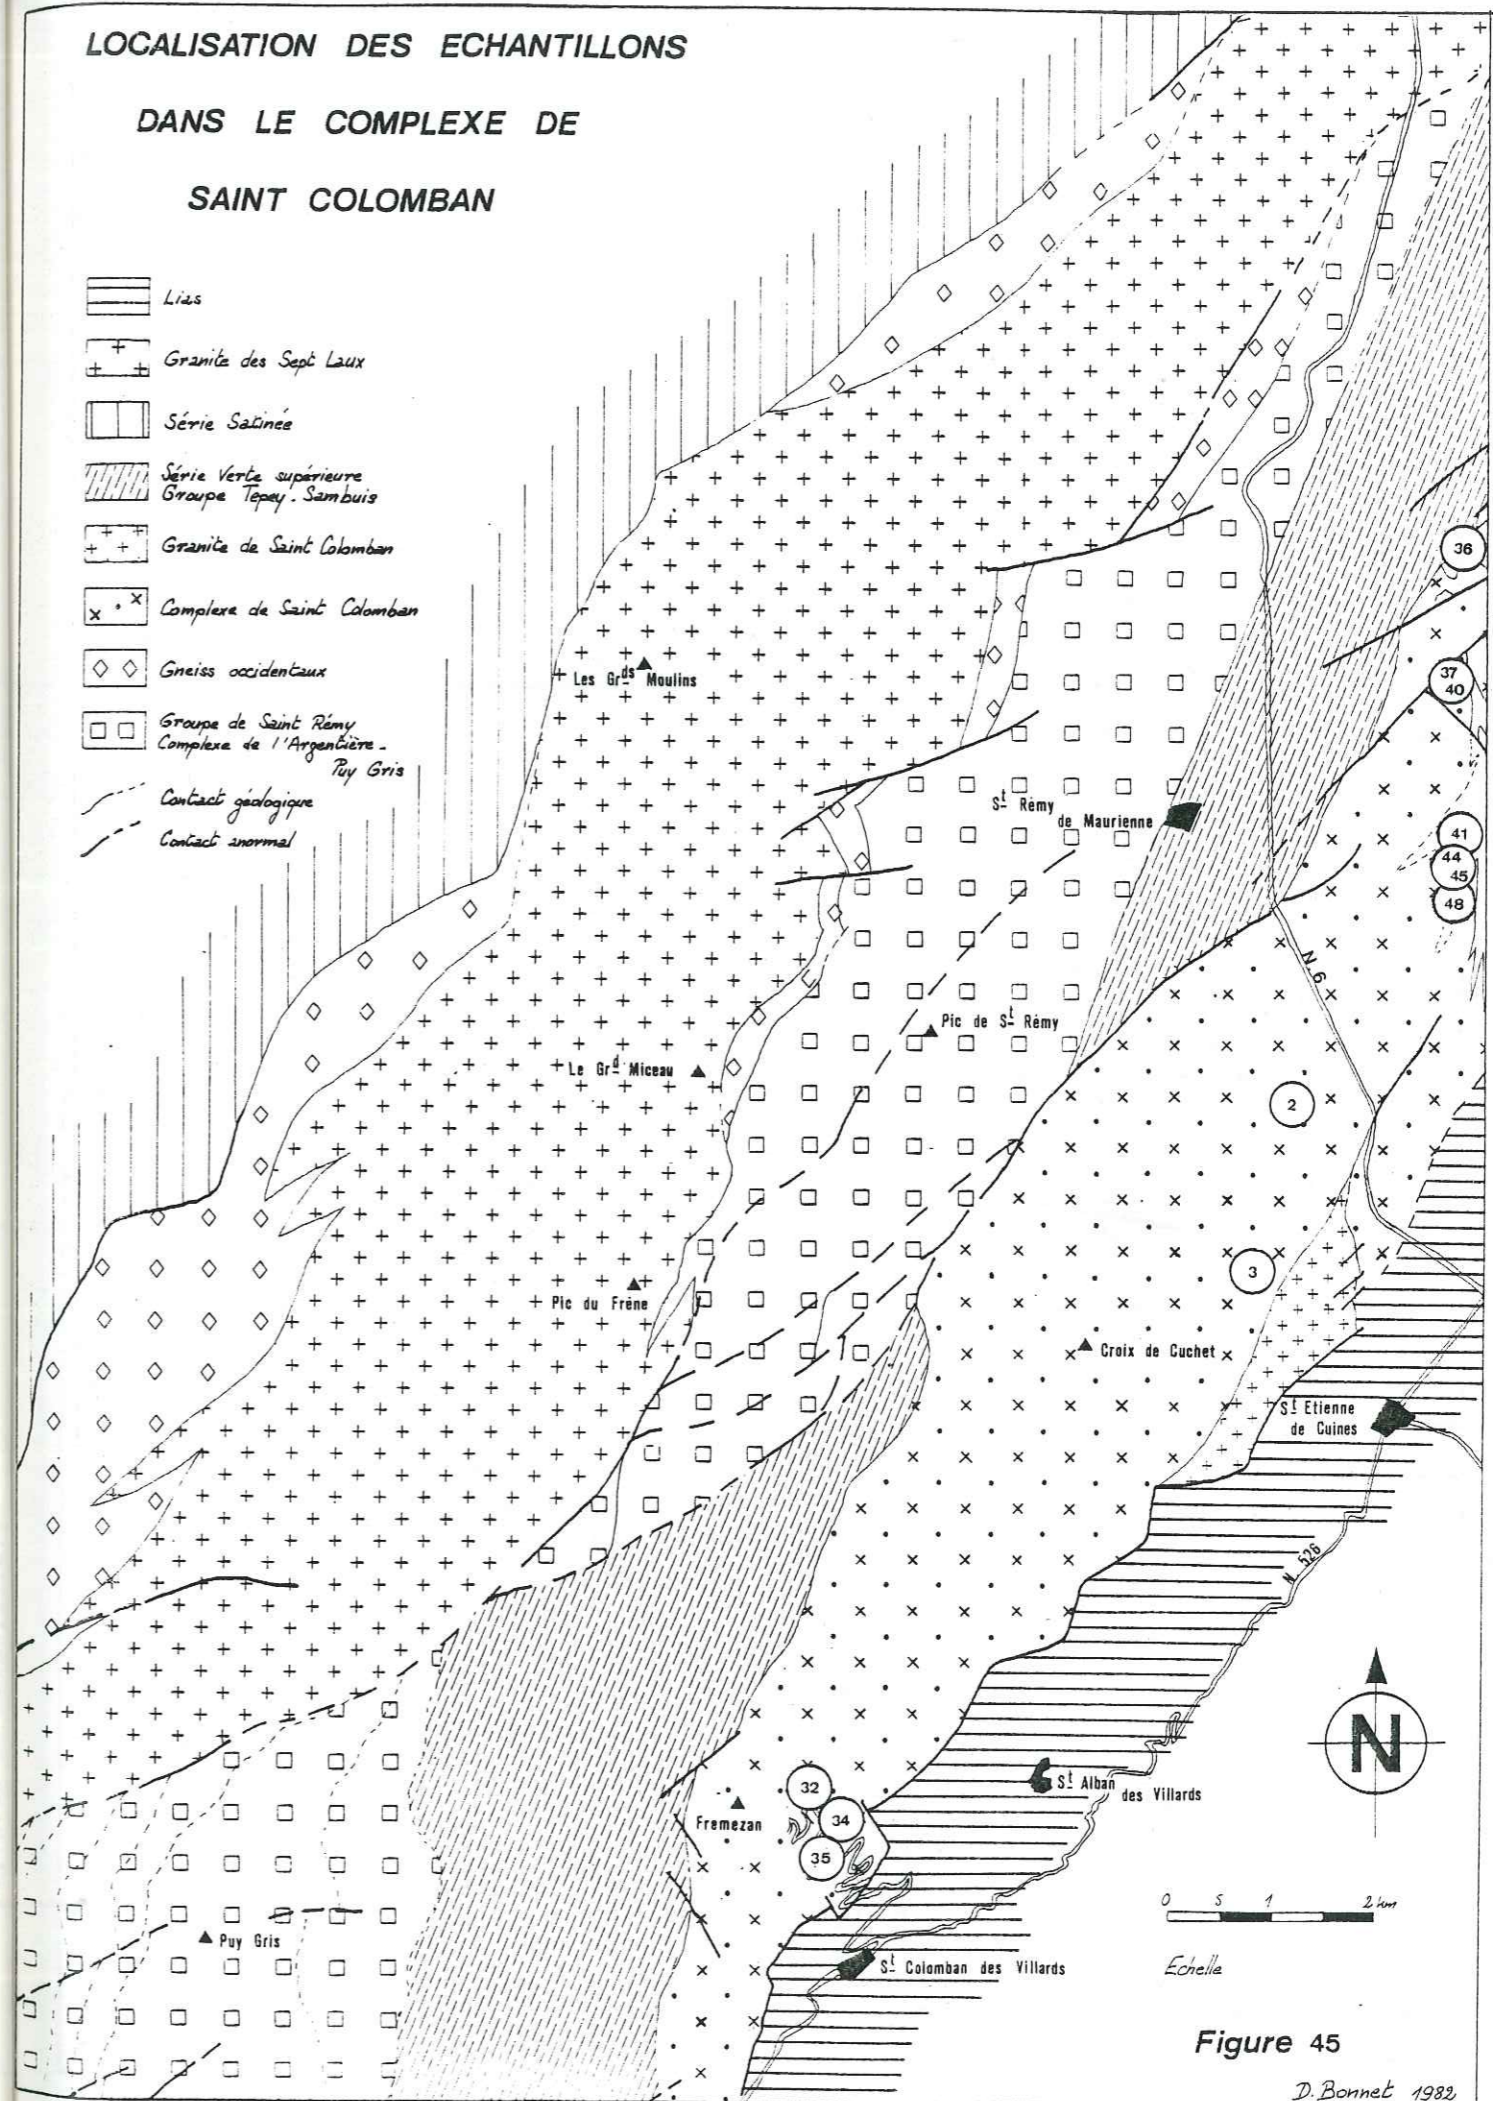 LOCALISATION DES ECHANTILLONS
DANS LE COMPLEXE DE
SAINT COLOMBAN
Lias
Granite des Sept Laux
Série Satinée
Série Verte supérieure
Groupe Tepey - Sambuis
Granite de Saint Colomban
Complexe de Saint Colomban
Gneiss occidentaux
Groupe de Saint Rémy
Complexe de l'Argentière -
Puy Gris
Contact géologique
Contact anormal
36
Les Grds Moulins
37
40
St Rémy
de Maurienne
41
44
45
48
N 6
Pic de St Rémy
Le Grd Miceau
2
3
Pic du Frêne
Croix de Cuchet
St Etienne
de Cuines
N 526
N
32
34
35
Fremezan
St Alban
des Villards
0 5 1 2 km
Echelle
Puy Gris
St Colomban des Villards
Figure 45
D. Bonnet 1982